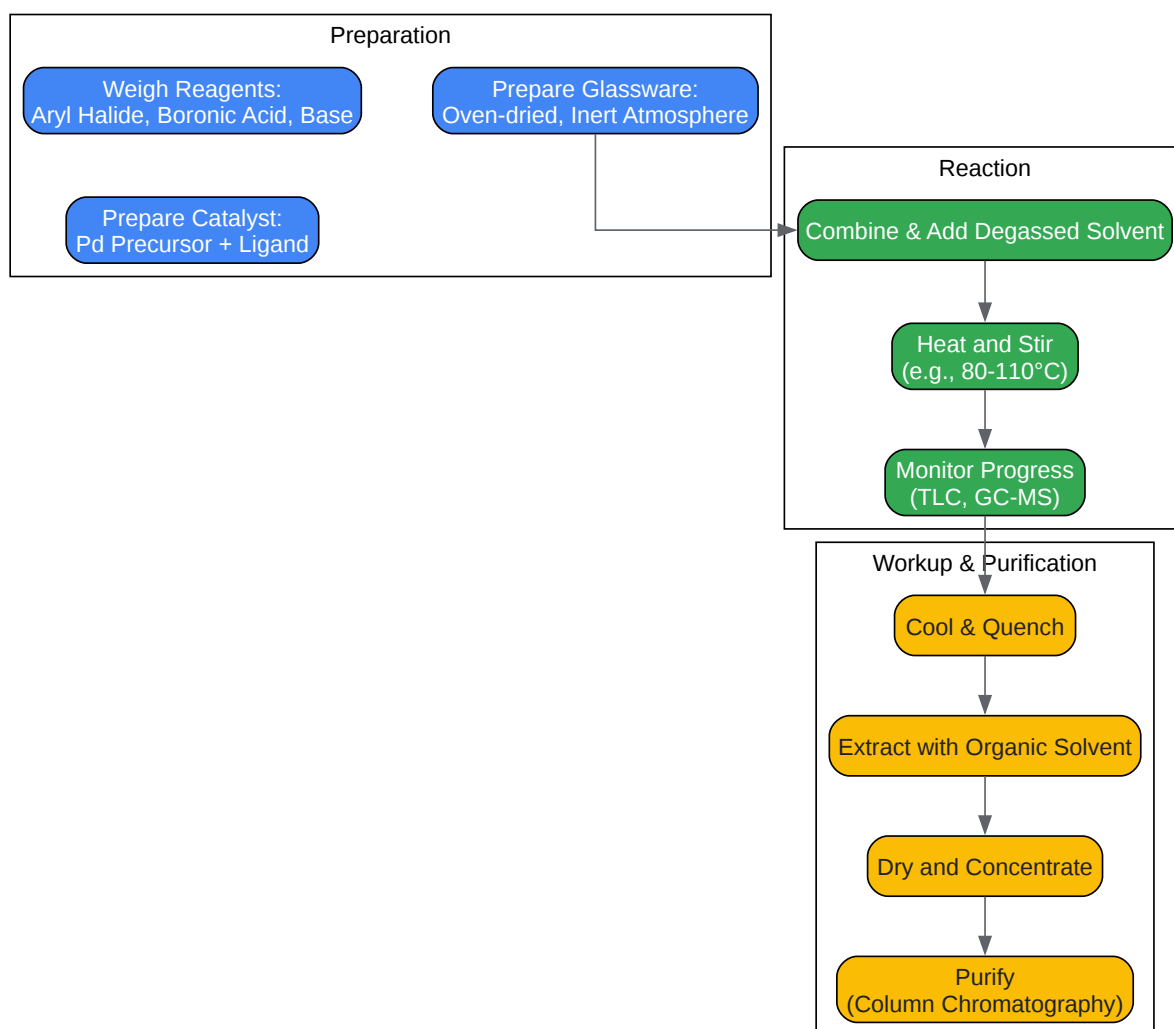 Preparation
Weigh Reagents:
Aryl Halide, Boronic Acid, Base
Prepare Glassware:
Oven-dried, Inert Atmosphere
Prepare Catalyst:
Pd Precursor + Ligand
Reaction
Combine & Add Degassed Solvent
Heat and Stir
(e.g., 80-110°C)
Monitor Progress
(TLC, GC-MS)
Workup & Purification
Cool & Quench
Extract with Organic Solvent
Dry and Concentrate
Purify
(Column Chromatography)